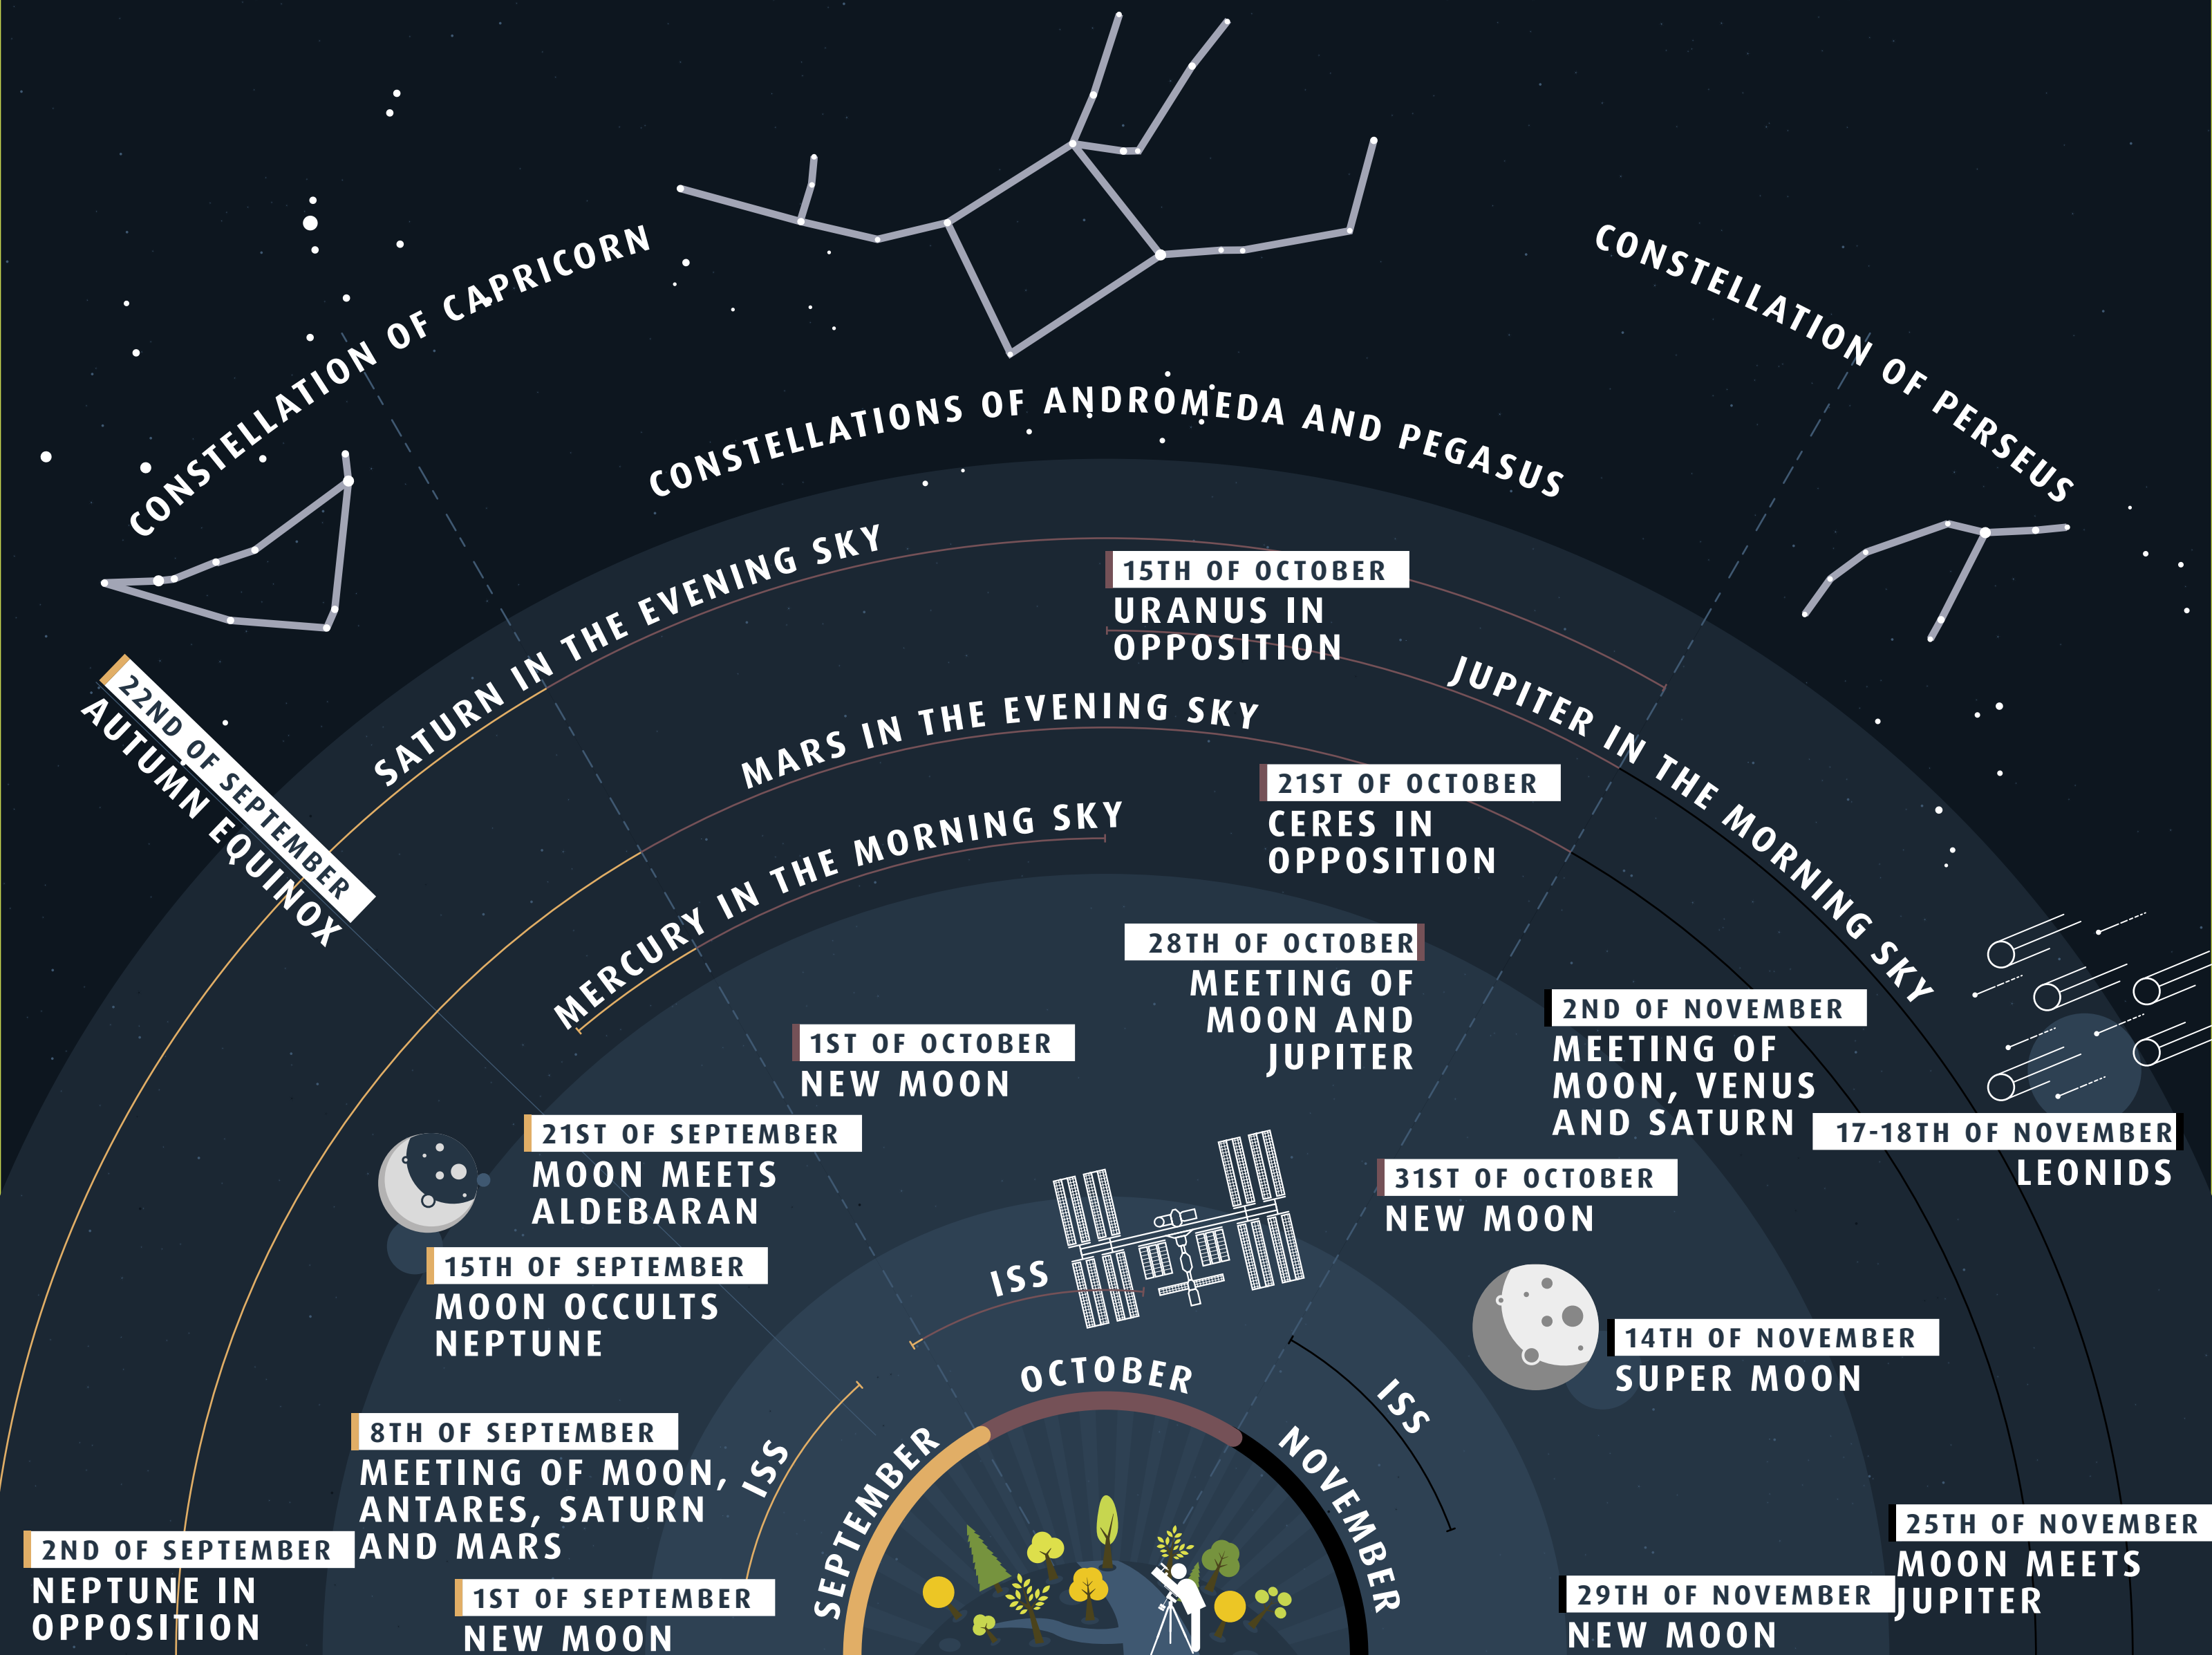 CONSTELLATION OF CAPRICORN
CONSTELLATIONS OF ANDROMEDA AND PEGASUS
CONSTELLATION OF PERSEUS
22ND OF SEPTEMBER
AUTUMN EQUINOX
SATURN IN THE EVENING SKY
15TH OF OCTOBER
URANUS IN
OPPOSITION
JUPITER IN THE MORNING SKY
MARS IN THE EVENING SKY
21ST OF OCTOBER
CERES IN
OPPOSITION
MERCURY IN THE MORNING SKY
28TH OF OCTOBER
MEETING OF
MOON AND
JUPITER
1ST OF OCTOBER
NEW MOON
2ND OF NOVEMBER
MEETING OF
MOON, VENUS
AND SATURN
17-18TH OF NOVEMBER
LEONIDS
21ST OF SEPTEMBER
MOON MEETS
ALDEBARAN
31ST OF OCTOBER
NEW MOON
15TH OF SEPTEMBER
MOON OCCULTS
NEPTUNE
ISS
14TH OF NOVEMBER
SUPER MOON
8TH OF SEPTEMBER
MEETING OF MOON,
ANTARES, SATURN
AND MARS
ISS
ISS
SEPTEMBER
OCTOBER
NOVEMBER
2ND OF SEPTEMBER
NEPTUNE IN
OPPOSITION
1ST OF SEPTEMBER
NEW MOON
25TH OF NOVEMBER
MOON MEETS
JUPITER
29TH OF NOVEMBER
NEW MOON